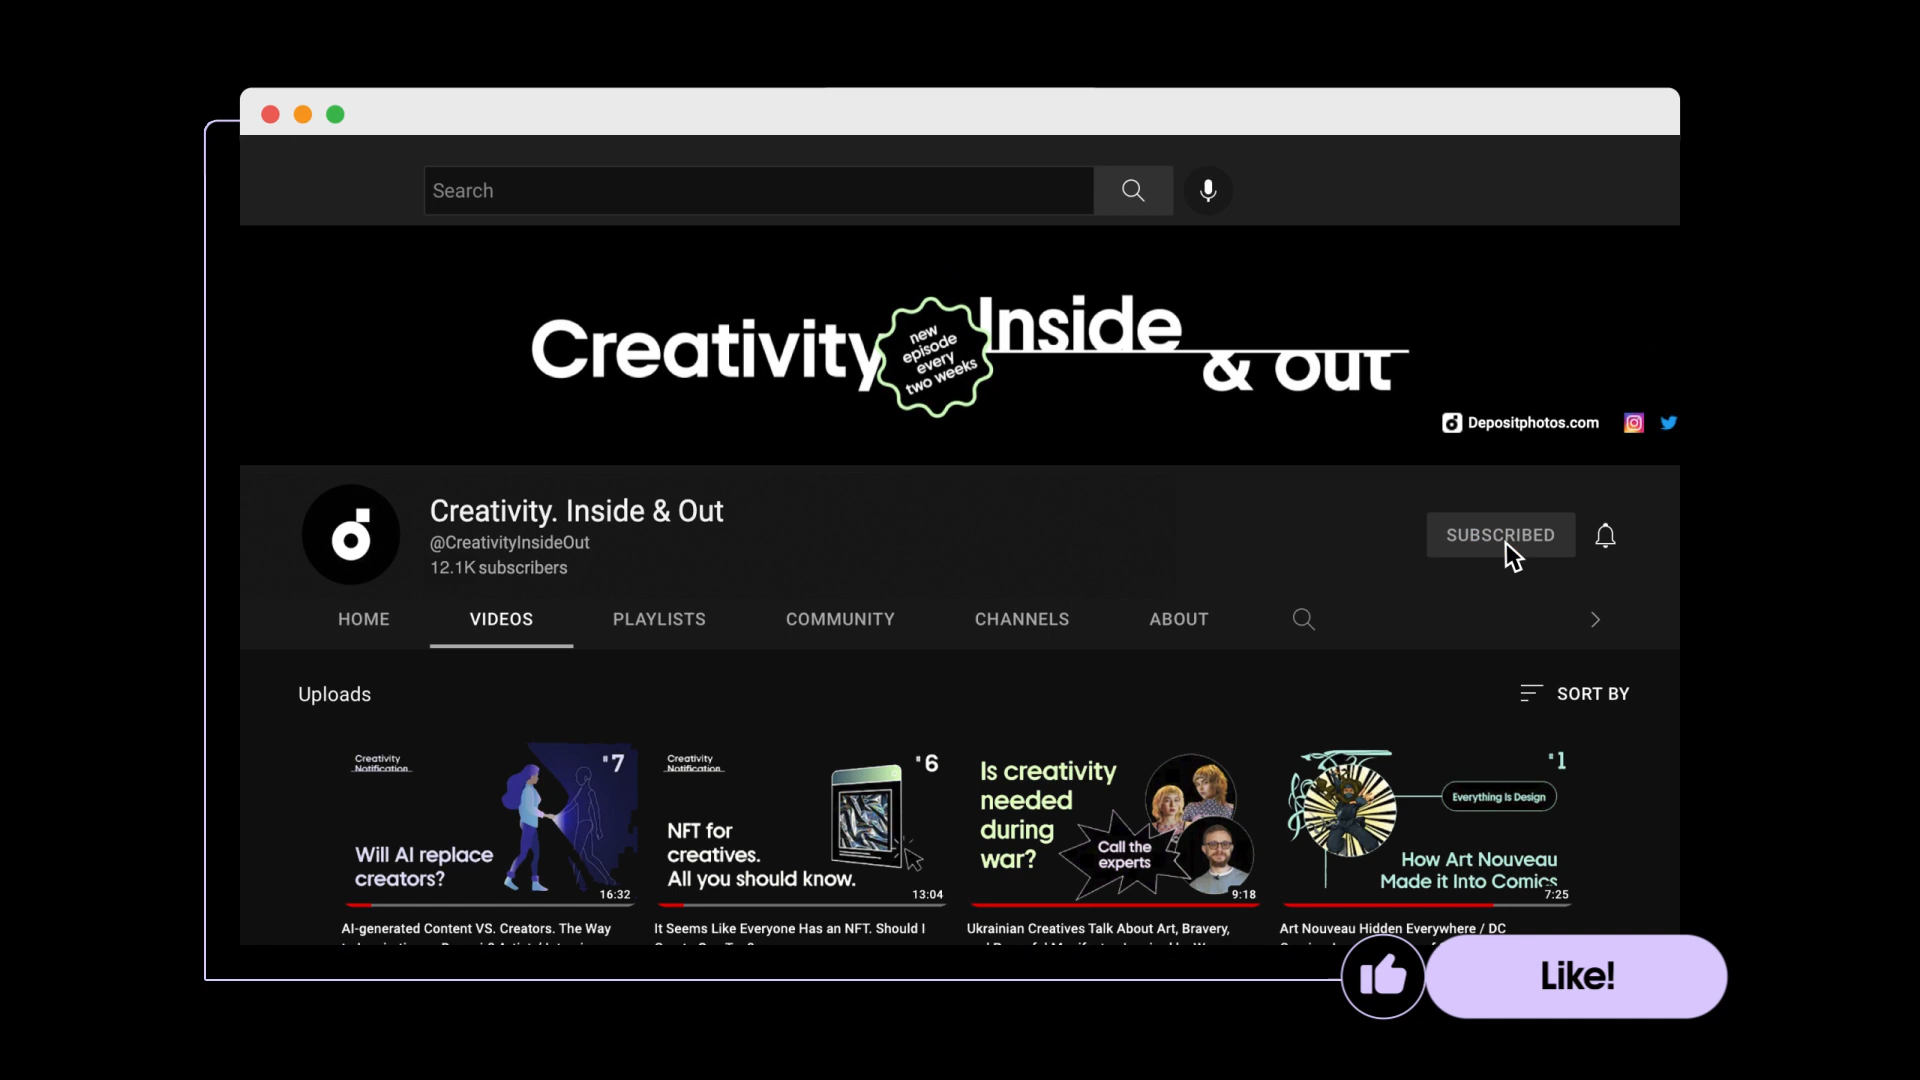 Search
Creativity
new
episode
every
two weeks
Inside
& out
Depositphotos.com
Creativity. Inside & Out
@CreativityInsideOut
12.1K subscribers
SUBSCRIBED
HOME
VIDEOS
PLAYLISTS
COMMUNITY
CHANNELS
ABOUT
Uploads
SORT BY
Creativity
Notification
7
Will AI replace
creators?
16:32
AI-generated Content VS. Creators. The Way
Creativity
Notification
6
NFT for
creatives.
All you should know.
13:04
It Seems Like Everyone Has an NFT. Should I
Is creativity
needed
during
war?
Call the
experts
9:18
Ukrainian Creatives Talk About Art, Bravery,
1
Everything Is Design
How Art Nouveau
Made it Into Comics
7:25
Art Nouveau Hidden Everywhere / DC
Like!